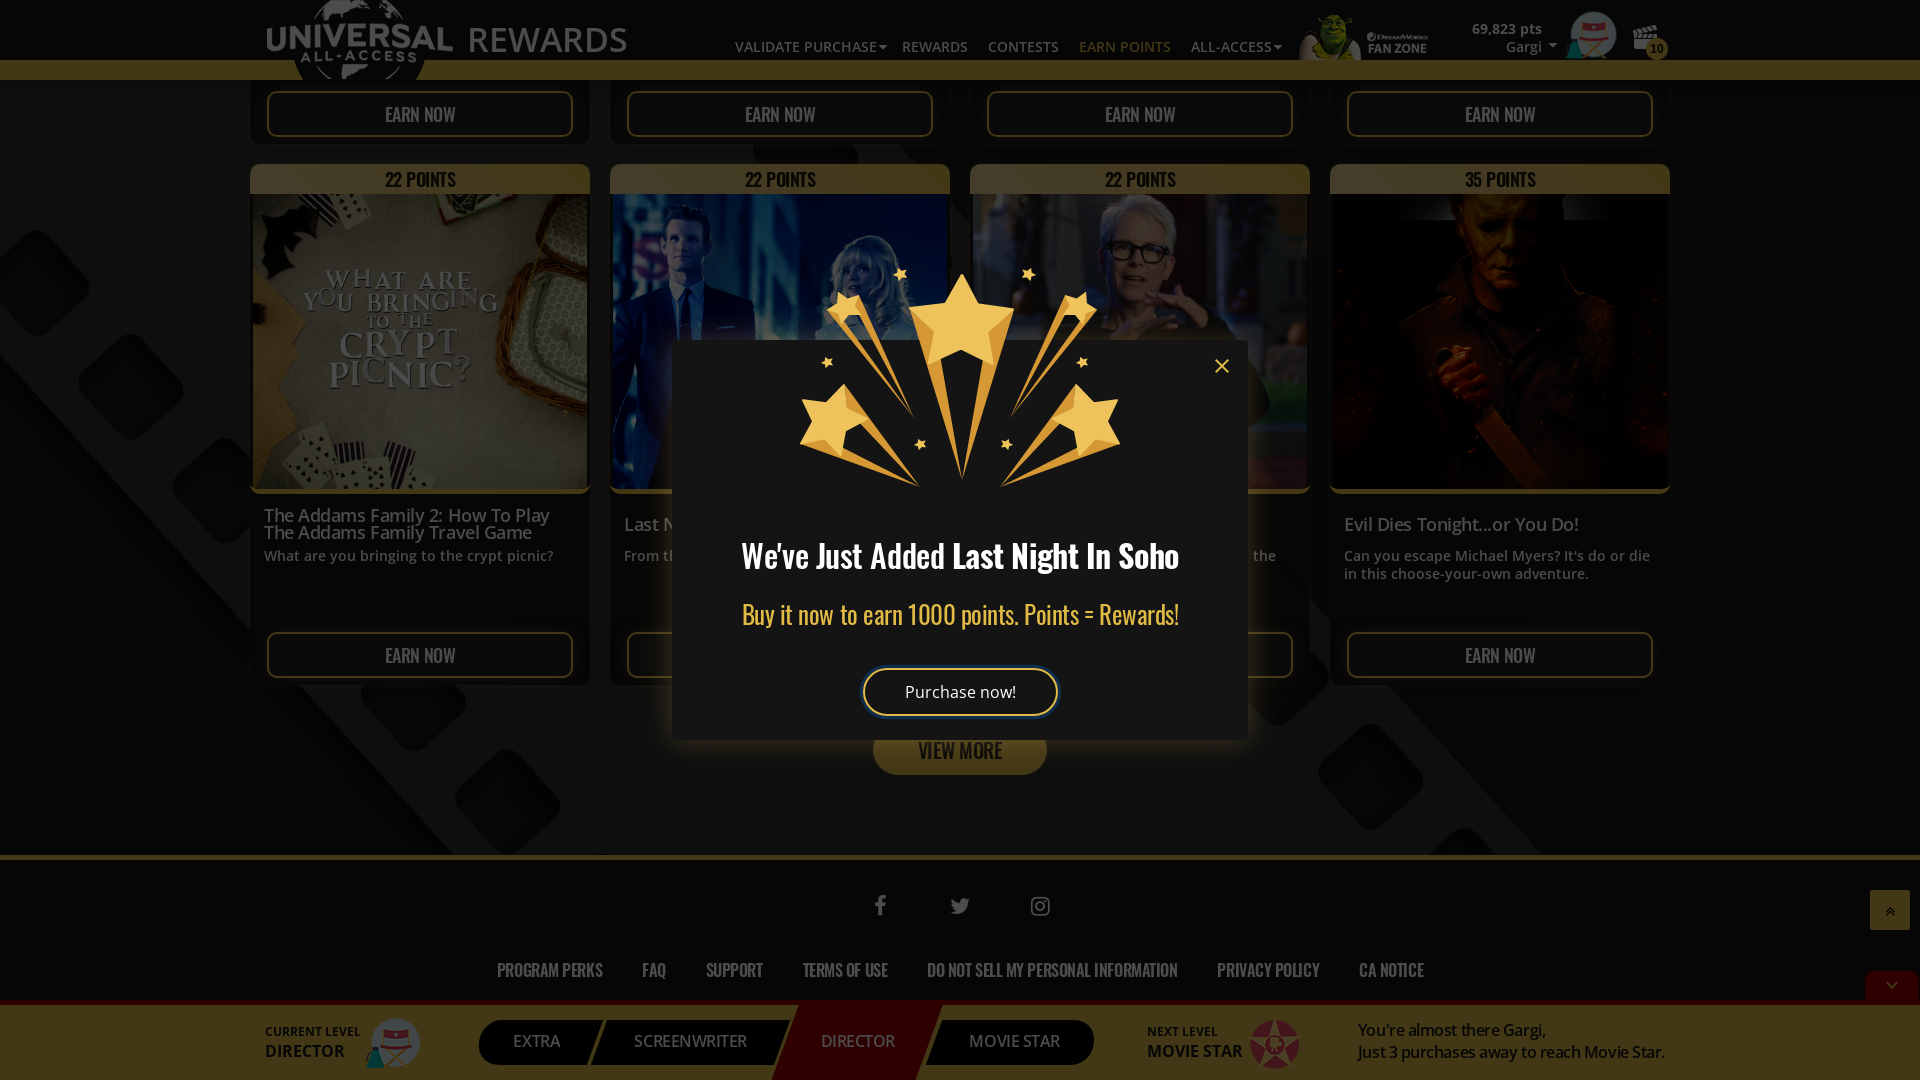 UNIVERSAL
ALL-ACCESS
REWARDS
VALIDATE PURCHASE
REWARDS
CONTESTS
EARN POINTS
ALL-ACCESS
DREAMWORKS
FAN ZONE
69,823 pts
Gargi
10
EARN NOW
EARN NOW
EARN NOW
EARN NOW
22 POINTS
22 POINTS
22 POINTS
35 POINTS
WHAT ARE
YOU BRINGING
TO THE
CRYPT
PICNIC?
The Addams Family 2: How To Play
The Addams Family Travel Game
What are you bringing to the crypt picnic?
Last
From
the
Evil Dies Tonight...or You Do!
Can you escape Michael Myers? It's do or die
in this choose-your-own adventure.
We've Just Added Last Night In Soho
Buy it now to earn 1000 points. Points = Rewards!
Purchase now!
EARN NOW
EARN NOW
VIEW MORE
PROGRAM PERKS
FAQ
SUPPORT
TERMS OF USE
DO NOT SELL MY PERSONAL INFORMATION
PRIVACY POLICY
CA NOTICE
CURRENT LEVEL
DIRECTOR
EXTRA
SCREENWRITER
DIRECTOR
MOVIE STAR
NEXT LEVEL
MOVIE STAR
You're almost there Gargi,
Just 3 purchases away to reach Movie Star.